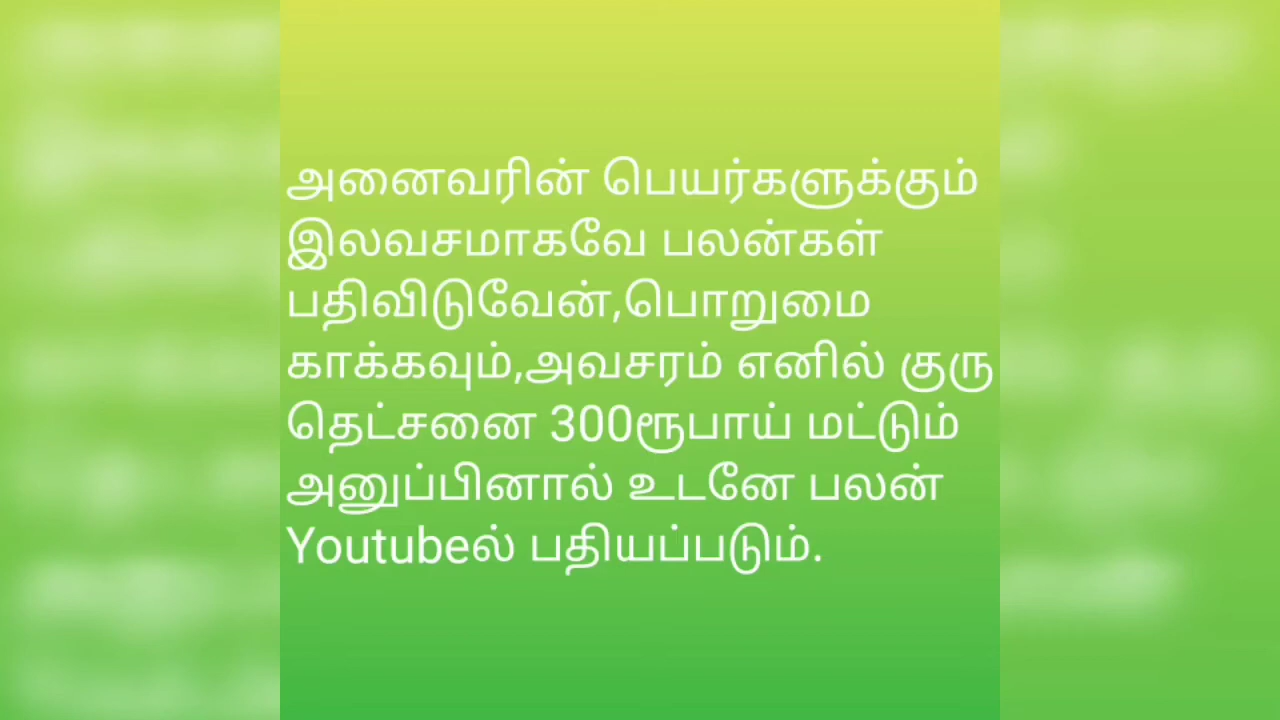 அனைவரின் பெயர்களுக்கும்
இலவசமாகவே பலன்கள்
பதிவிடுவேன்,பொறுமை
காக்கவும்,அவசரம் எனில் குரு
தெட்சனை 300ரூபாய் மட்டும்
அனுப்பினால் உடனே பலன்
Youtubeல் பதியப்படும்.